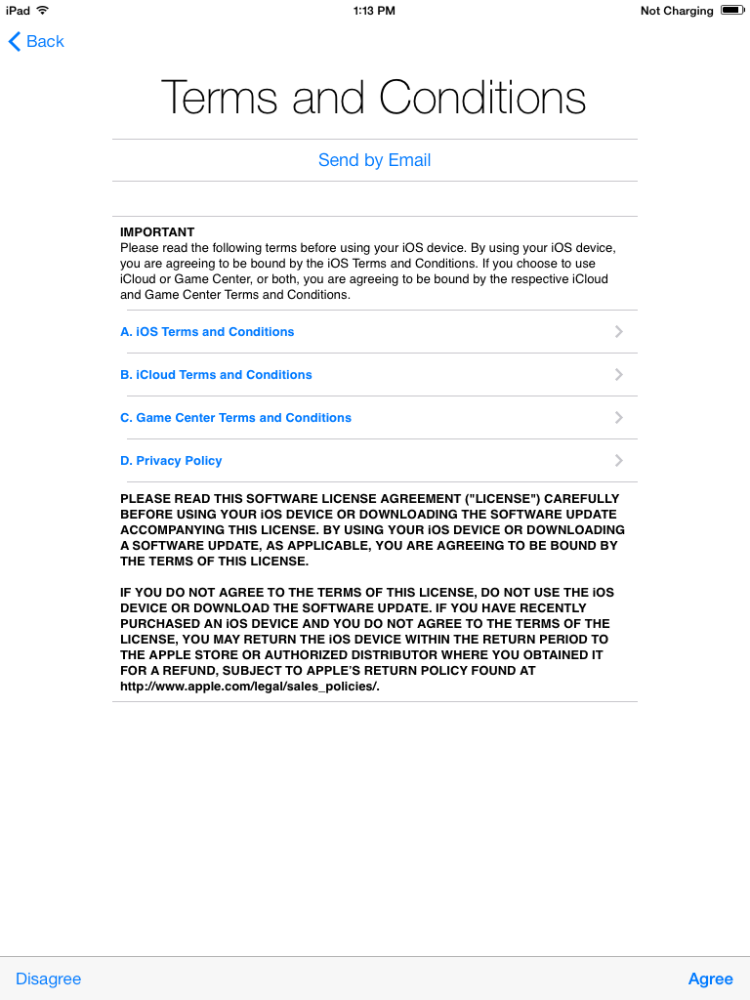 iPad
1:13 PM
Not Charging
Back
Terms and Conditions
Send by Email
IMPORTANT
Please read the following terms before using your iOS device. By using your iOS device,
you are agreeing to be bound by the iOS Terms and Conditions. If you choose to use
iCloud or Game Center, or both, you are agreeing to be bound by the respective iCloud
and Game Center Terms and Conditions.
A. iOS Terms and Conditions
B. iCloud Terms and Conditions
C. Game Center Terms and Conditions
D. Privacy Policy
PLEASE READ THIS SOFTWARE LICENSE AGREEMENT ("LICENSE") CAREFULLY
BEFORE USING YOUR iOS DEVICE OR DOWNLOADING THE SOFTWARE UPDATE
ACCOMPANYING THIS LICENSE. BY USING YOUR iOS DEVICE OR DOWNLOADING
A SOFTWARE UPDATE, AS APPLICABLE, YOU ARE AGREEING TO BE BOUND BY
THE TERMS OF THIS LICENSE.
IF YOU DO NOT AGREE TO THE TERMS OF THIS LICENSE, DO NOT USE THE iOS
DEVICE OR DOWNLOAD THE SOFTWARE UPDATE. IF YOU HAVE RECENTLY
PURCHASED AN iOS DEVICE AND YOU DO NOT AGREE TO THE TERMS OF THE
LICENSE, YOU MAY RETURN THE iOS DEVICE WITHIN THE RETURN PERIOD TO
THE APPLE STORE OR AUTHORIZED DISTRIBUTOR WHERE YOU OBTAINED IT
FOR A REFUND, SUBJECT TO APPLE’S RETURN POLICY FOUND AT
http://www.apple.com/legal/sales_policies/.
Disagree
Agree